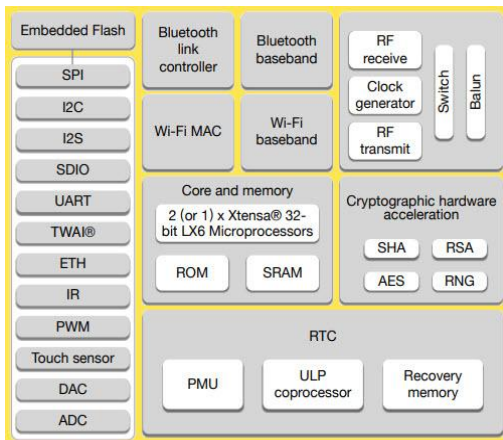 Embedded Flash
SPI
I2C
I2S
SDIO
UART
TWAI®
ETH
IR
PWM
Touch sensor
DAC
ADC
Bluetooth
link
controller
Bluetooth
baseband
Wi-Fi MAC
Wi-Fi
baseband
RF
receive
Clock
generator
RF
transmit
Switch
Balun
Core and memory
2 (or 1) x Xtensa® 32-
bit LX6 Microprocessors
ROM
SRAM
Cryptographic hardware
acceleration
SHA
RSA
AES
RNG
RTC
PMU
ULP
coprocessor
Recovery
memory